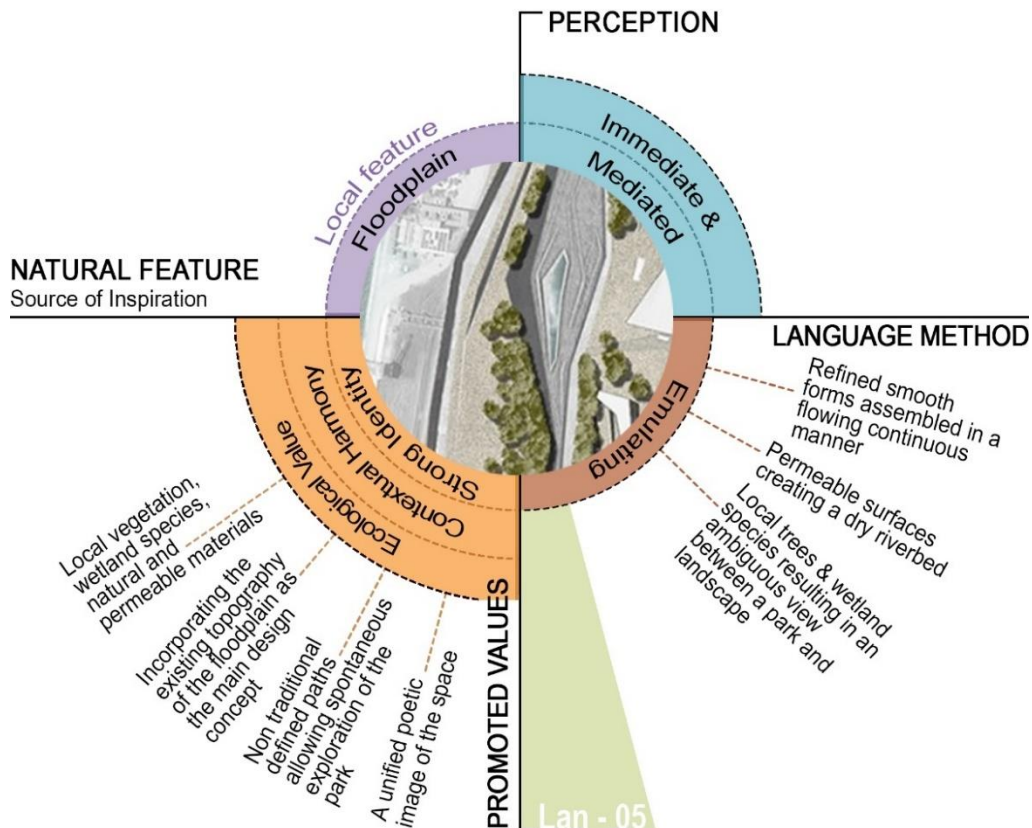 PERCEPTION
Immediate &
Mediated
Local feature
Floodplain
NATURAL FEATURE
Source of Inspiration
LANGUAGE METHOD
Emulating
Refined smooth
forms assembled in a
flowing continuous
manner
Permeable surfaces
creating a dry riverbed
Local trees & wetland
species resulting in an
ambiguous view
between a park and
landscape
PROMOTED VALUES
Strong Identity
Contextual Harmony
Ecological Value
Local vegetation,
wetland species,
natural and
permeable materials
Incorporating the
existing topography
of the floodplain as
the main design
concept
Non traditional
defined paths
allowing spontaneous
exploration of the
park
A unified poetic
image of the space
Lan - 05